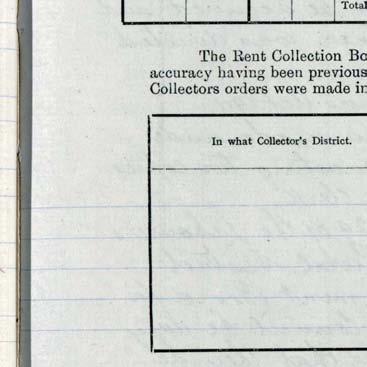 Total
The Rent Collection Bo
accuracy having been previous
Collectors orders were made in
In what Collector's District.